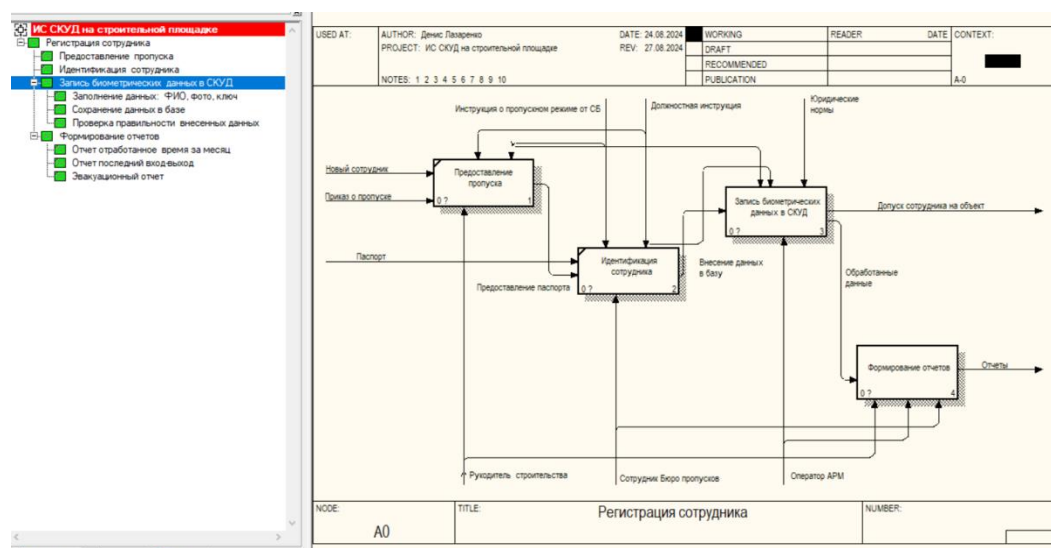 ИС СКУД на строительной площадке
Регистрация сотрудника
Предоставление пропуска
Идентификация сотрудника
Запись биометрических данных в СКУД
Заполнение данных: ФИО, фото, ключ
Сохранение данных в базе
Проверка правильности внесенных данных
Формирование отчетов
Отчет отработанное время за месяц
Отчет последний вход-выход
Эвакуационный отчет
USED AT:
AUTHOR: Денис Лазаренко
DATE: 24.08.2024
WORKING
READER
DATE
CONTEXT:
PROJECT: ИС СКУД на строительной площадке
REV: 27.08.2024
DRAFT
RECOMMENDED
NOTES: 1 2 3 4 5 6 7 8 9 10
PUBLICATION
A-0
Инструкция о пропускном режиме от СБ
Должностная инструкция
Юридические
нормы
Новый сотрудник
Приказ о пропуске
Предоставление
пропуска
0 ?
1
Запись биометрических
данных в СКУД
0 ?
3
Допуск сотрудника на объект
Паспорт
Идентификация
сотрудника
0 ?
2
Предоставление паспорта
Внесение данных
в базу
Обработанные
данные
Формирование отчетов
0 ?
4
Отчеты
Рукодитель строительства
Сотрудник Бюро пропусков
Оператор АРМ
NODE:
A0
TITLE:
Регистрация сотрудника
NUMBER: